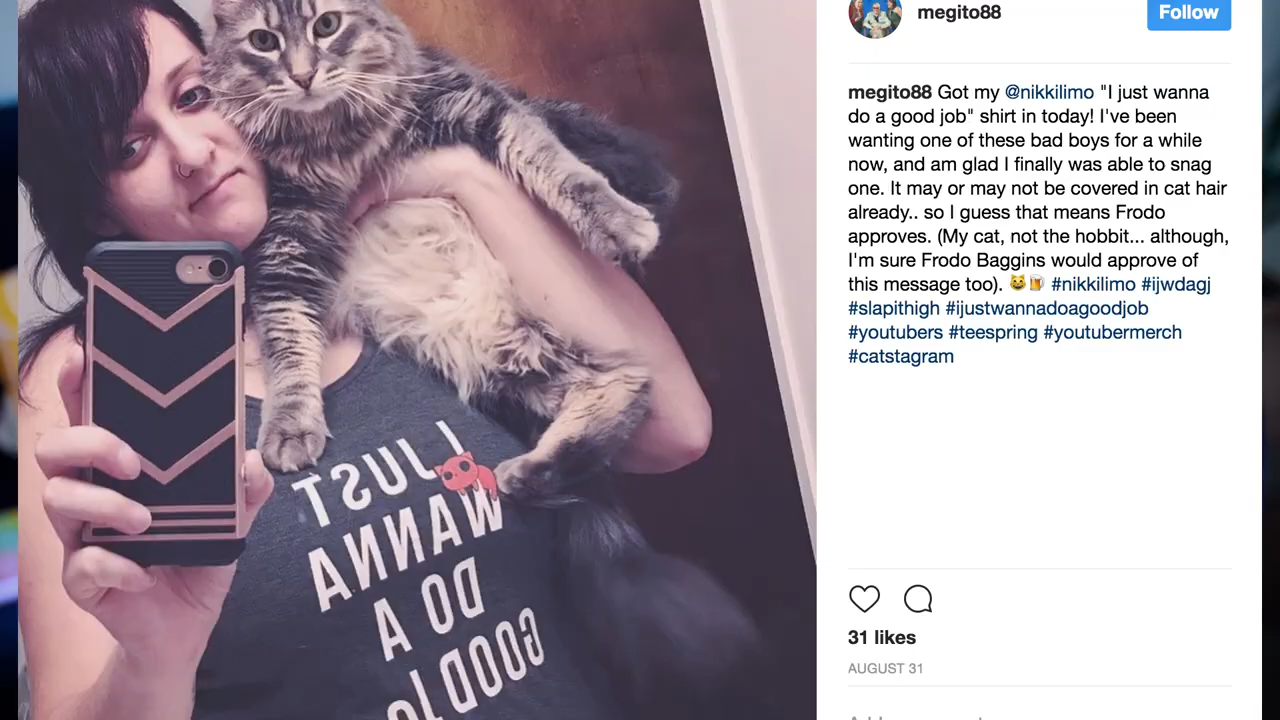 megito88
Follow
megito88 Got my @nikkilimo "I just wanna
do a good job" shirt in today! I've been
wanting one of these bad boys for a while
now, and am glad I finally was able to snag
one. It may or may not be covered in cat hair
already.. so I guess that means Frodo
approves. (My cat, not the hobbit... although,
I'm sure Frodo Baggins would approve of
this message too). 😸🍺 #nikkilimo #ijwdagj
#slapithigh #ijustwannadoagoodjob
#youtubers #teespring #youtubermerch
#catstagram
31 likes
AUGUST 31
I JUST
WANNA
DO A
GOOD JO